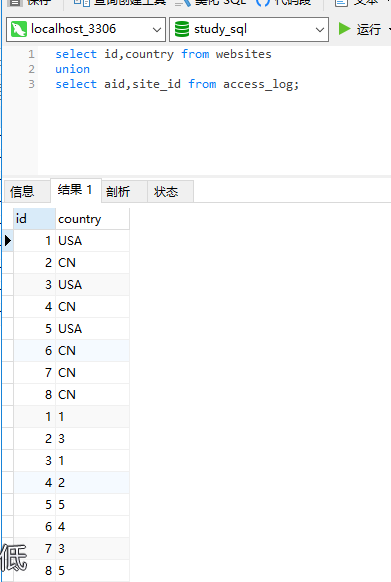 保存 查询创建工具 美化 SQL 代码段 文本
localhost_3306 study_sql 运行
1 select id,country from websites
2 union
3 select aid,site_id from access_log;
信息 结果 1 剖析 状态
id country
1 USA
2 CN
3 USA
4 CN
5 USA
6 CN
7 CN
8 CN
1 1
2 3
3 1
4 2
5 5
6 4
7 3
8 5
低